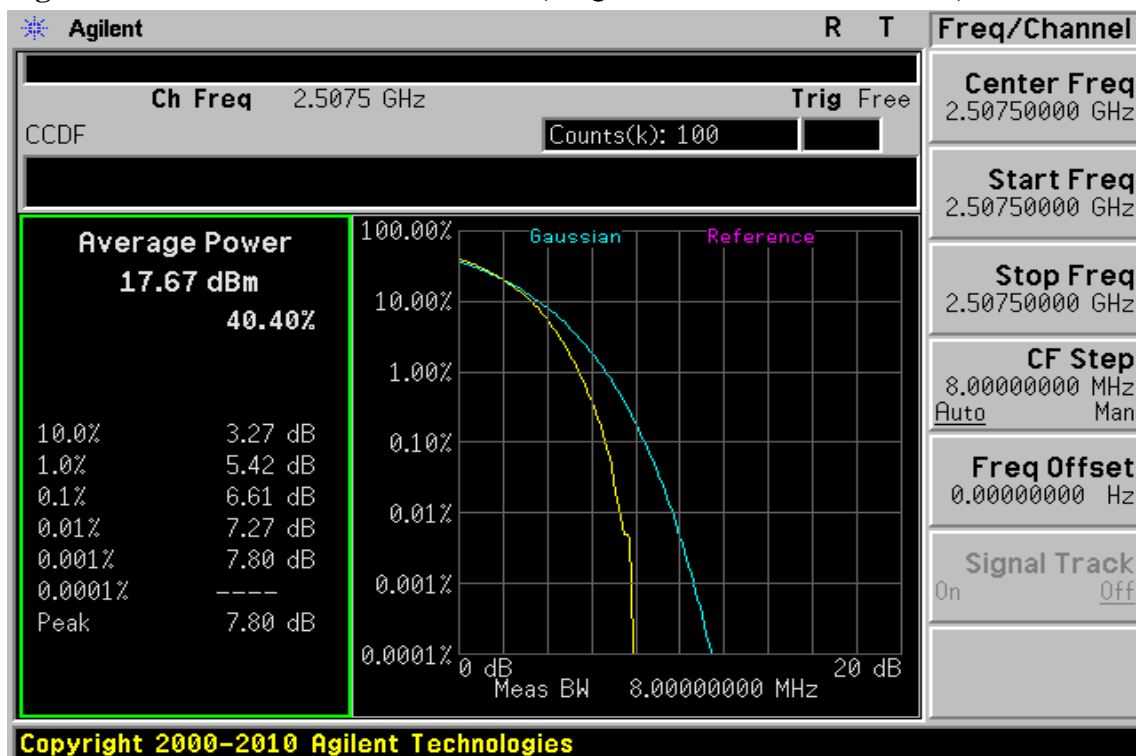 Agilent R T Freq/Channel
Ch Freq 2.5075 GHz Trig Free
CCDF Counts(k): 100
Center Freq
2.50750000 GHz
Start Freq
2.50750000 GHz
Stop Freq
2.50750000 GHz
CF Step
8.00000000 MHz
Auto Man
Freq Offset
0.00000000 Hz
Signal Track
On Off
Average Power
17.67 dBm
40.40%
10.0% 3.27 dB
1.0% 5.42 dB
0.1% 6.61 dB
0.01% 7.27 dB
0.001% 7.80 dB
0.0001% ----
Peak 7.80 dB
Gaussian Reference
100.00%
10.00%
1.00%
0.10%
0.01%
0.001%
0.0001%
0 dB 20 dB
Meas BW 8.00000000 MHz
Copyright 2000-2010 Agilent Technologies